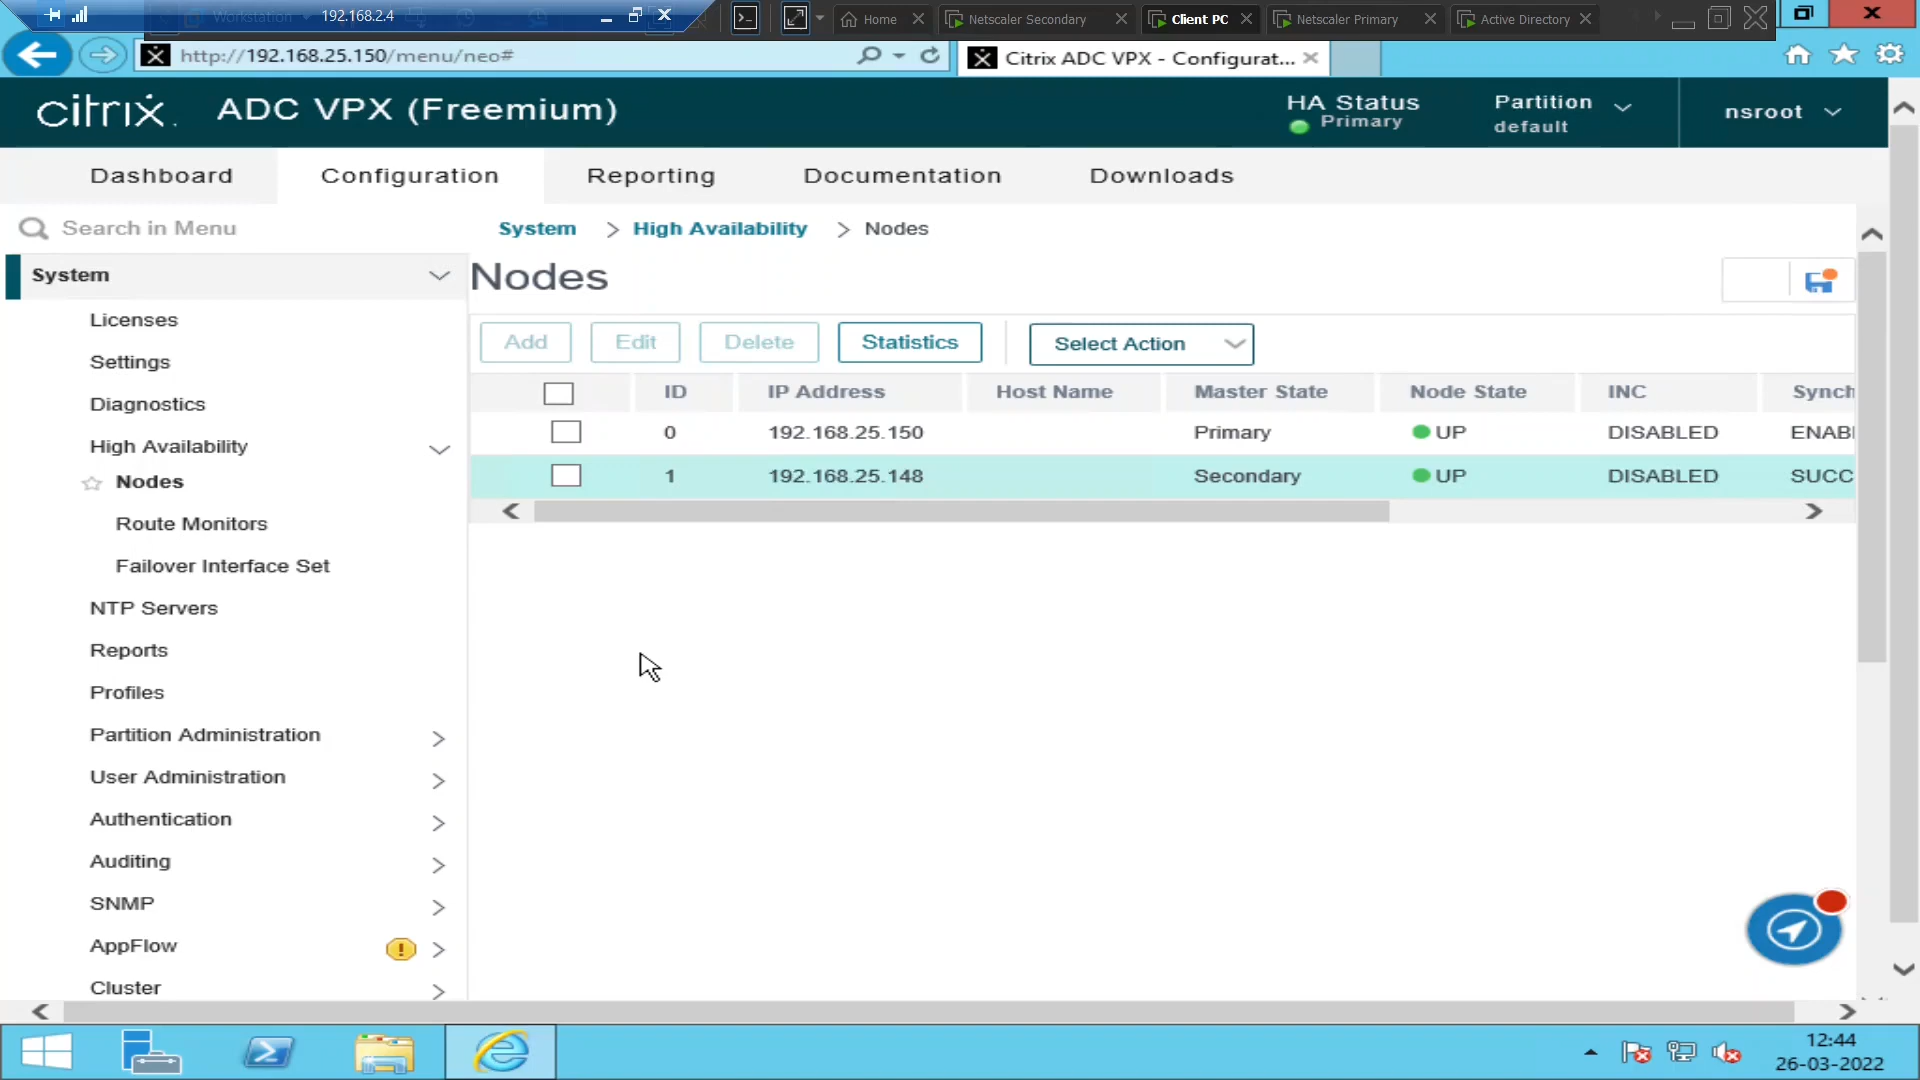 Workstation
192.168.2.4
Home
Netscaler Secondary
Client PC
Netscaler Primary
Active Directory
http://192.168.25.150/menu/neo#
Citrix ADC VPX - Configurat...
citrix.
ADC VPX (Freemium)
HA Status
Primary
Partition
default
nsroot
Dashboard
Configuration
Reporting
Documentation
Downloads
Search in Menu
System > High Availability > Nodes
System
Nodes
Licenses
Settings
Diagnostics
High Availability
Nodes
Route Monitors
Failover Interface Set
NTP Servers
Reports
Profiles
Partition Administration
User Administration
Authentication
Auditing
SNMP
AppFlow
Cluster
Add
Edit
Delete
Statistics
Select Action
ID IP Address Host Name Master State Node State INC Synch
0 192.168.25.150 Primary UP DISABLED ENAB
1 192.168.25.148 Secondary UP DISABLED SUCC
12:44
26-03-2022